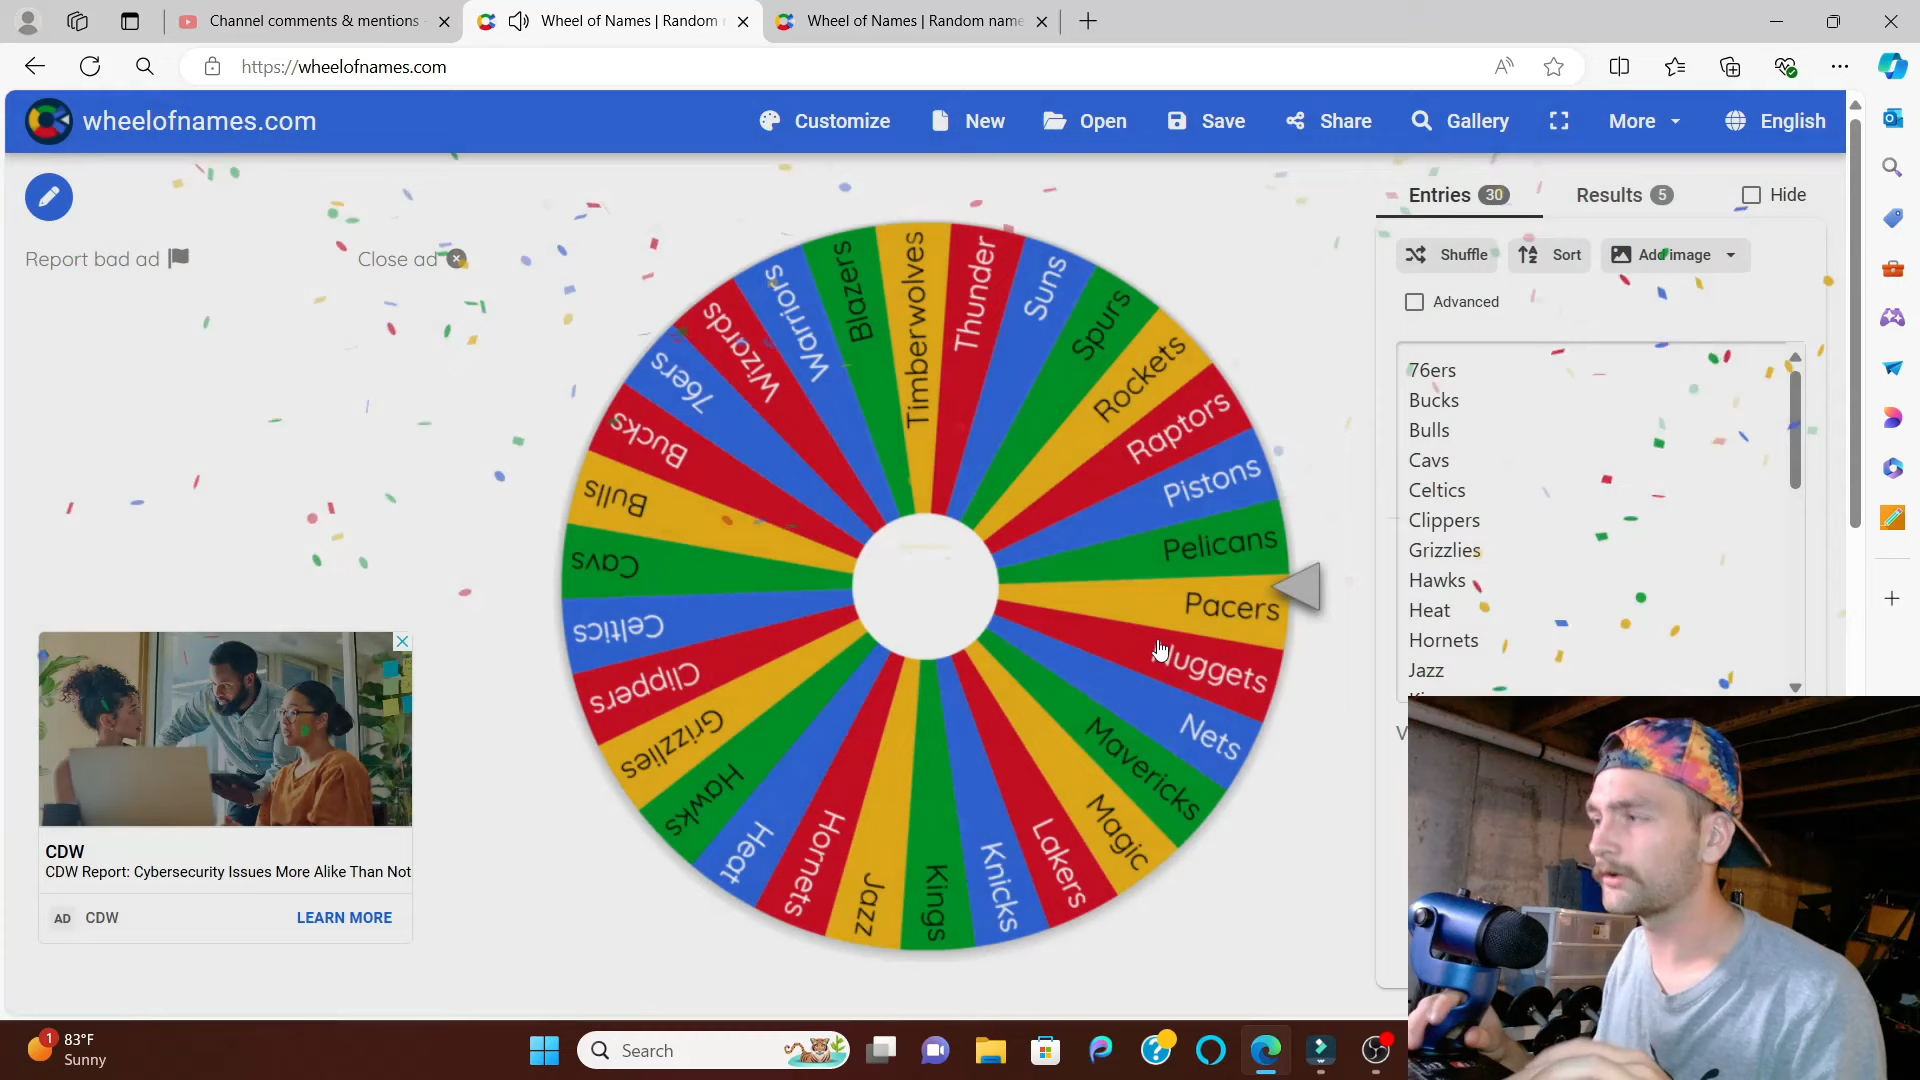 Channel comments & mentions
Wheel of Names | Random
Wheel of Names | Random name
https://wheelofnames.com
wheelofnames.com
Customize
New
Open
Save
Share
Gallery
More
English
Report bad ad
Close ad
Entries 30
Results 5
Hide
Shuffle
Sort
Add image
Advanced
76ers
Bucks
Bulls
Cavs
Celtics
Clippers
Grizzlies
Hawks
Heat
Hornets
Jazz
Timberwolves
Thunder
Suns
Spurs
Rockets
Raptors
Pistons
Pelicans
Pacers
Nuggets
Nets
Mavericks
Magic
Lakers
Knicks
Kings
Jazz
Hornets
Heat
Hawks
Grizzlies
Clippers
Celtics
Cavs
Bulls
Bucks
76ers
Wizards
Warriors
Blazers
CDW
CDW Report: Cybersecurity Issues More Alike Than Not
AD CDW
LEARN MORE
1
83°F
Sunny
Search